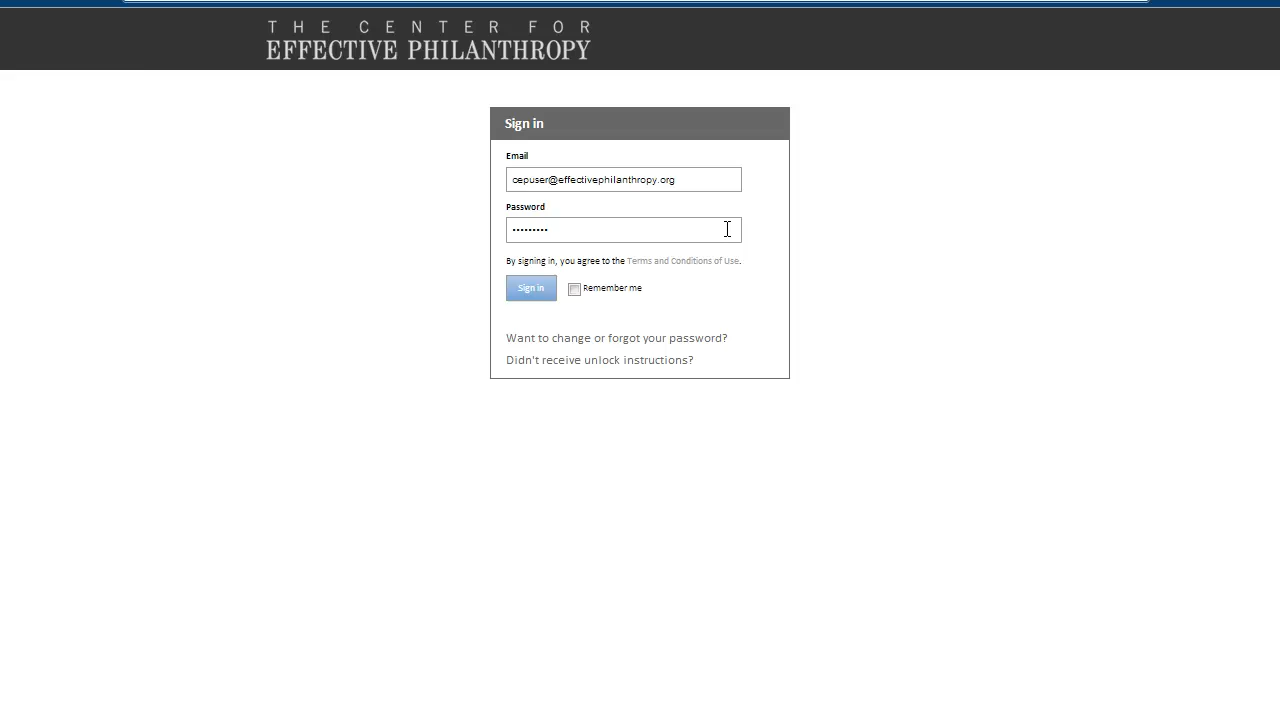 THE CENTER FOR
EFFECTIVE PHILANTHROPY
Sign in
Email
cepuser@effectivephilanthropy.org
Password
•••••••••
By signing in, you agree to the Terms and Conditions of Use.
Sign in Remember me
Want to change or forgot your password?
Didn't receive unlock instructions?